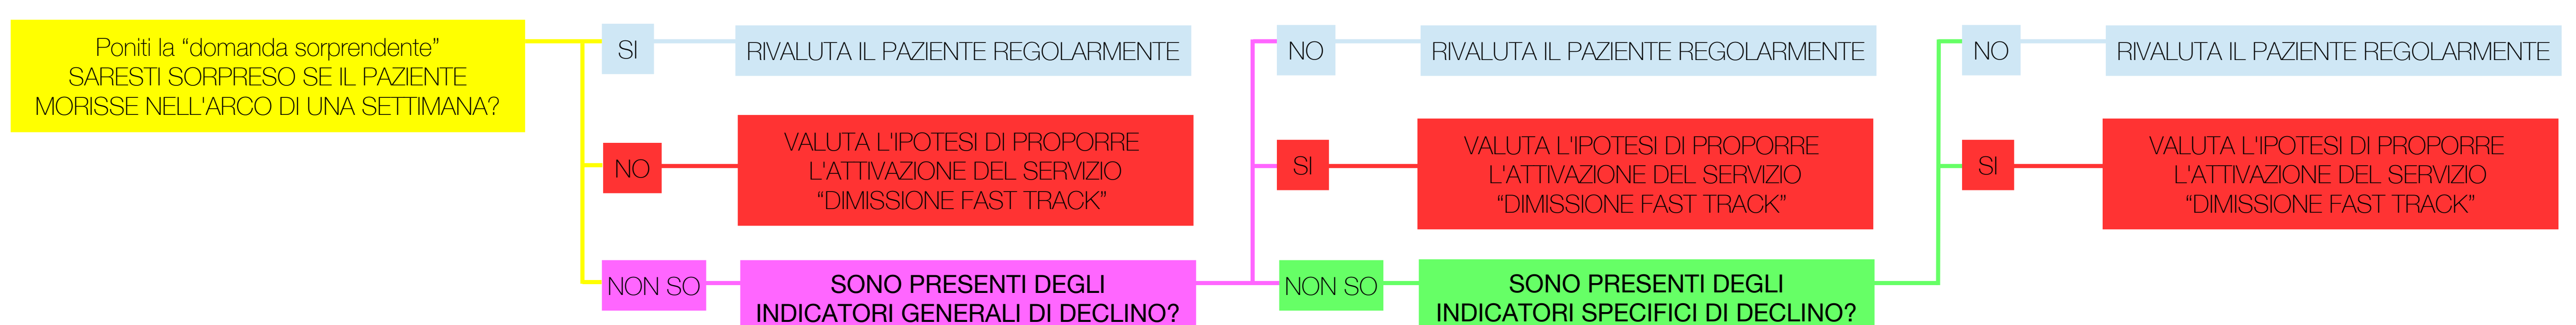 Poniti la “domanda sorprendente”
SARESTI SORPRESO SE IL PAZIENTE
MORISSE NELL'ARCO DI UNA SETTIMANA?
SI
RIVALUTA IL PAZIENTE REGOLARMENTE
NO
VALUTA L'IPOTESI DI PROPORRE
L'ATTIVAZIONE DEL SERVIZIO
“DIMISSIONE FAST TRACK”
NON SO
SONO PRESENTI DEGLI
INDICATORI GENERALI DI DECLINO?
NO
RIVALUTA IL PAZIENTE REGOLARMENTE
SI
VALUTA L'IPOTESI DI PROPORRE
L'ATTIVAZIONE DEL SERVIZIO
“DIMISSIONE FAST TRACK”
NON SO
SONO PRESENTI DEGLI
INDICATORI SPECIFICI DI DECLINO?
NO
RIVALUTA IL PAZIENTE REGOLARMENTE
SI
VALUTA L'IPOTESI DI PROPORRE
L'ATTIVAZIONE DEL SERVIZIO
“DIMISSIONE FAST TRACK”